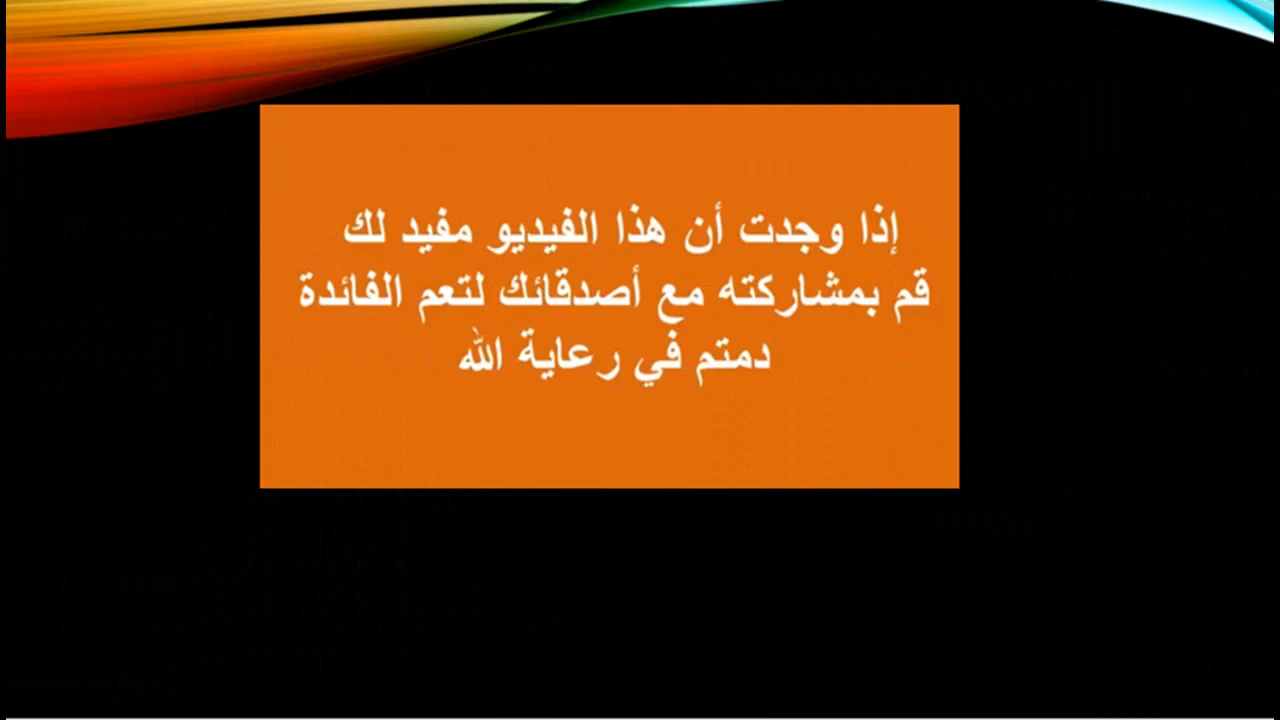 إذا وجدت أن هذا الفيديو مفيد لك
قم بمشاركته مع أصدقائك لتعم الفائدة
دمتم في رعاية الله